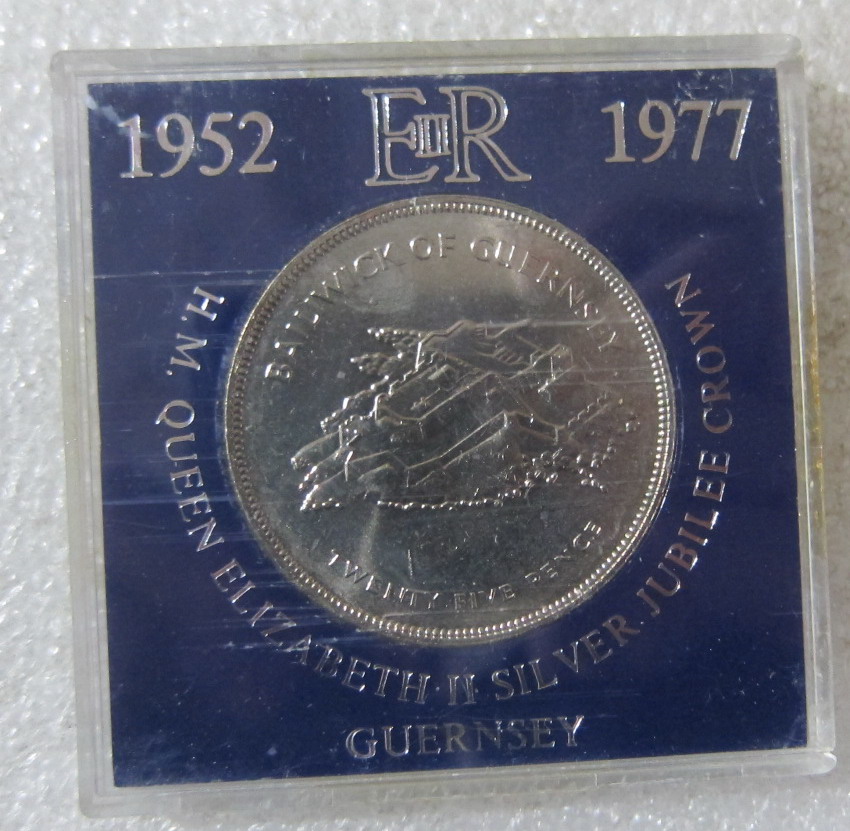 1952 EIIR 1977
BAILIWICK OF GUERNSEY
TWENTY·FIVE PENCE
H.M. QUEEN ELIZABETH·II·SILVER JUBILEE CROWN
GUERNSEY